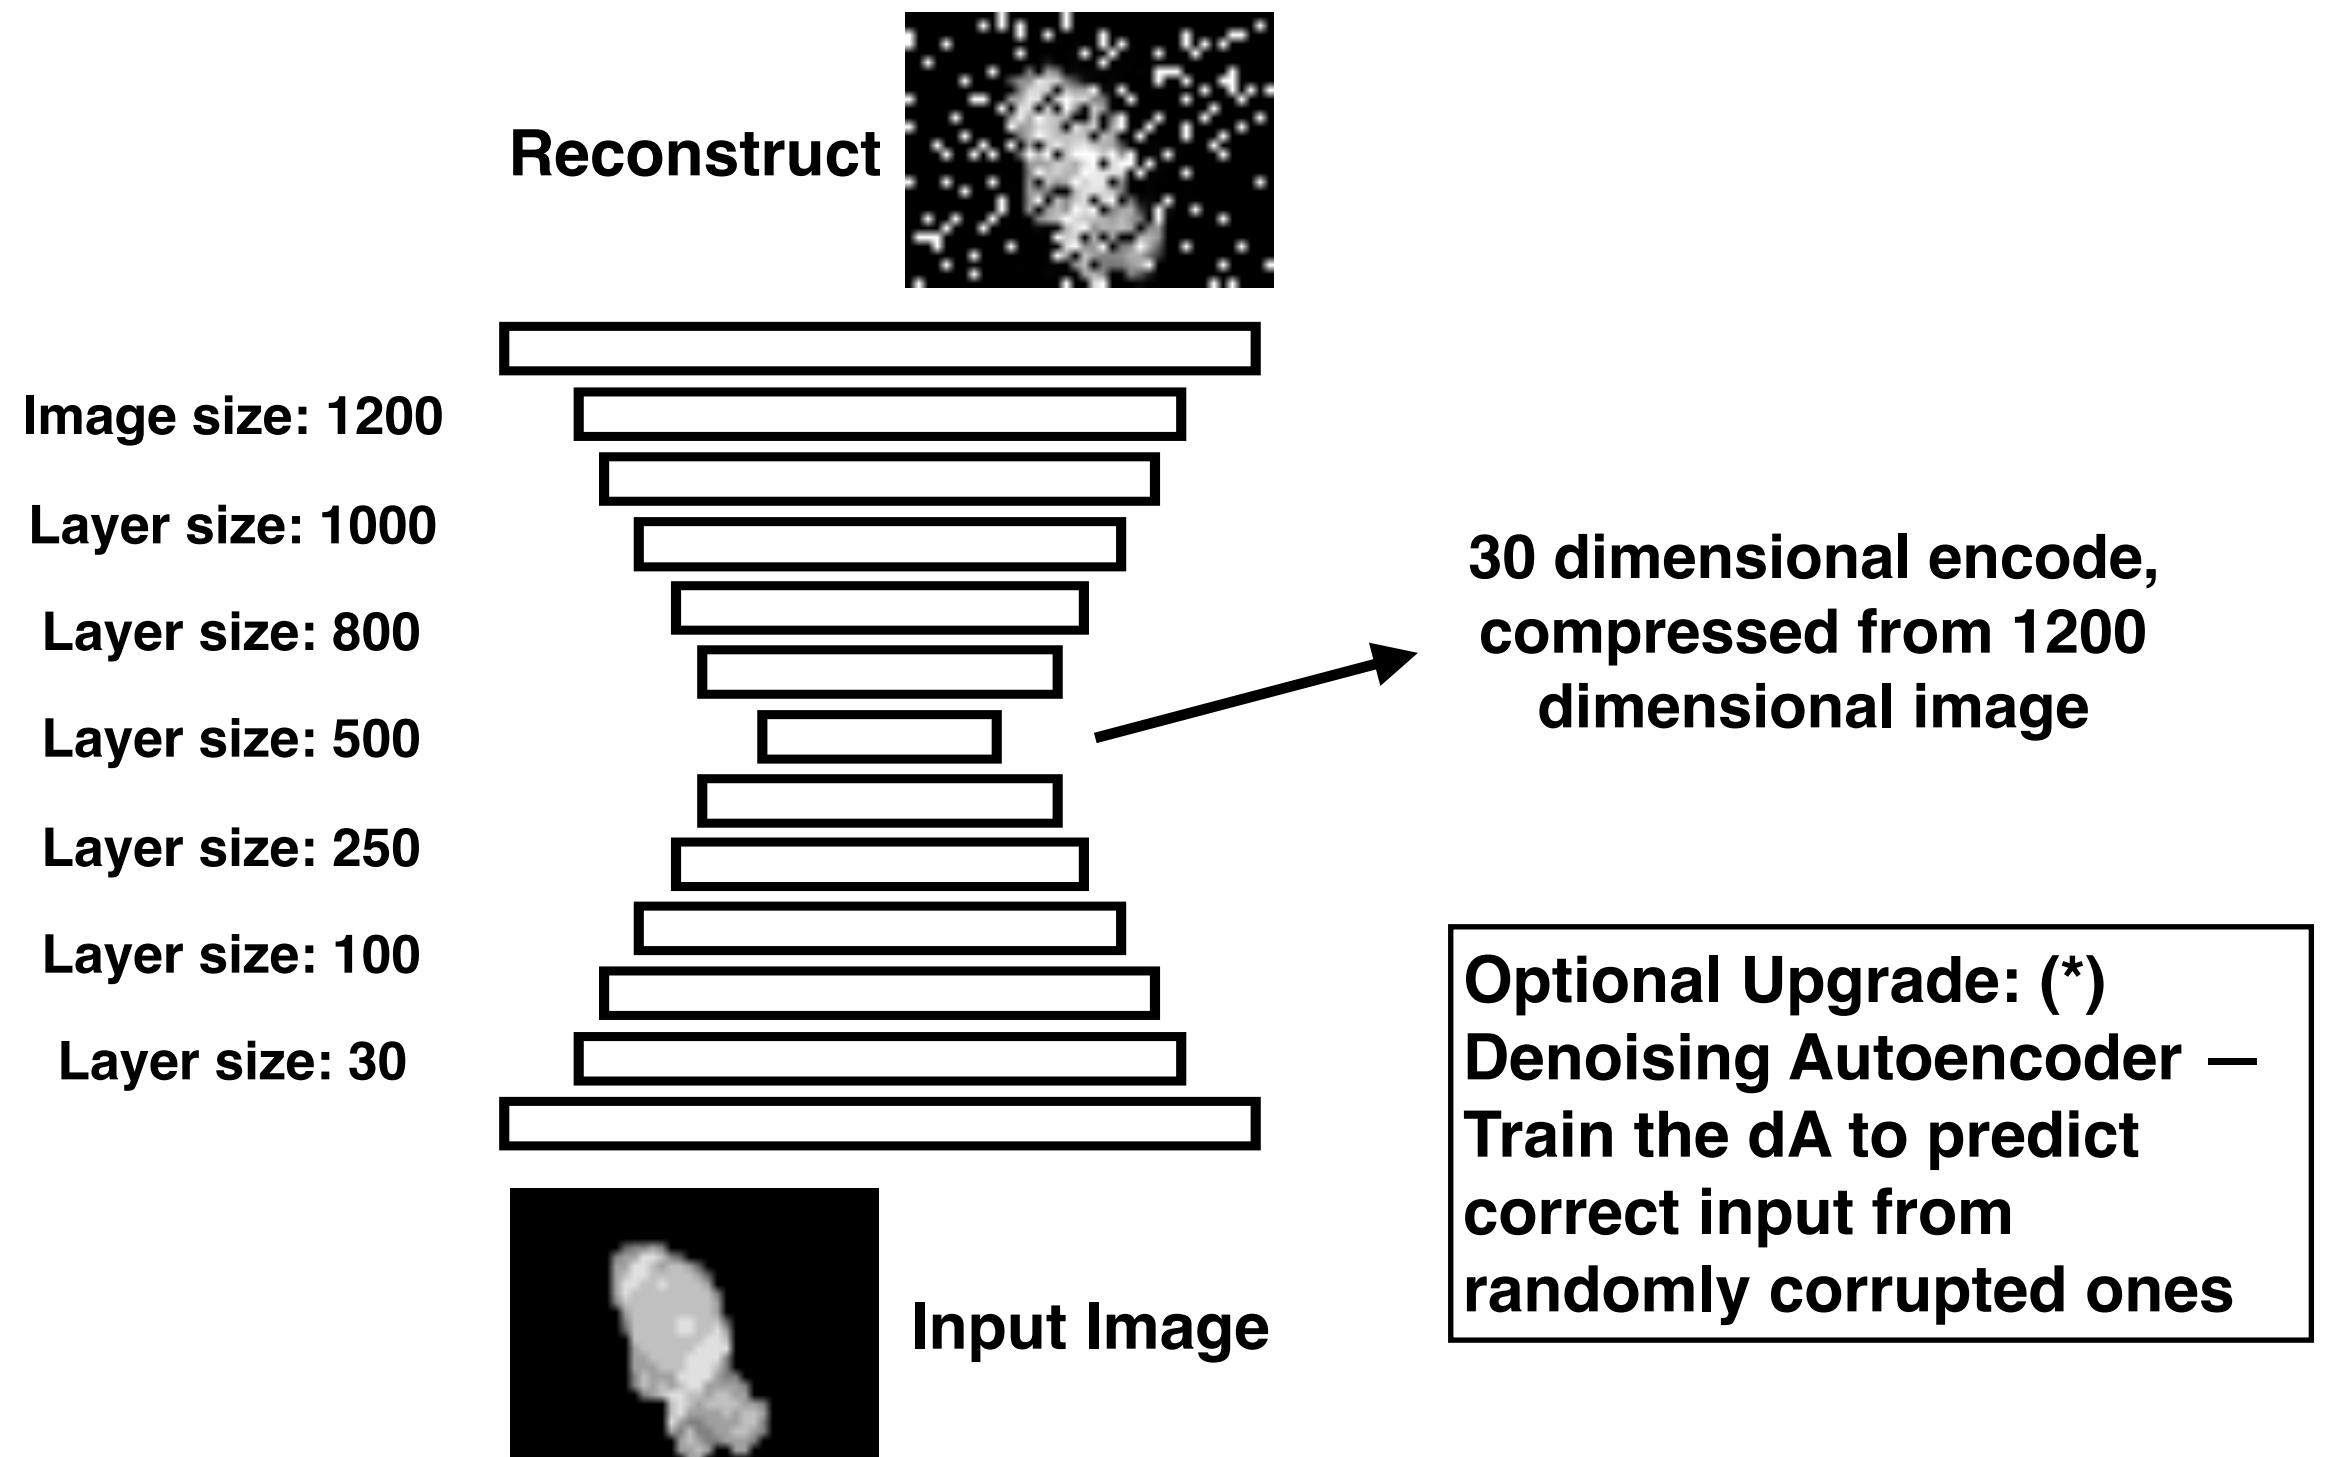 Reconstruct
Image size: 1200
Layer size: 1000
Layer size: 800
Layer size: 500
Layer size: 250
Layer size: 100
Layer size: 30
30 dimensional encode,
compressed from 1200
dimensional image
Optional Upgrade: (*)
Denoising Autoencoder —
Train the dA to predict
correct input from
randomly corrupted ones
Input Image